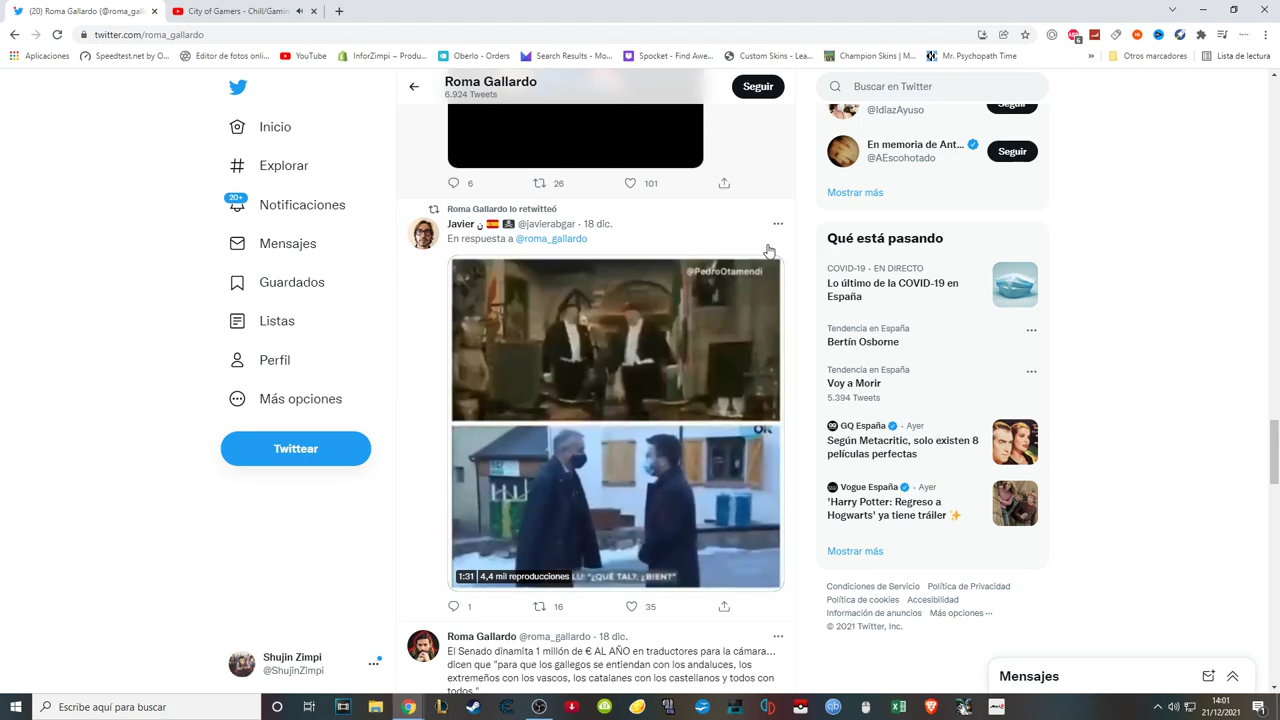 (20) Roma Gallardo (@roma_gall
City of Gamers - Chill/Gamin
twitter.com/roma_gallardo
Aplicaciones
Speedtest.net by O...
Editor de fotos onlin...
YouTube
InforZimpi – Produ...
Oberlo - Orders
Search Results - Mo...
Spocket - Find Awe...
Custom Skins - Lea...
Champion Skins | M...
Mr. Psychopath Time
»
Otros marcadores
Lista de lectura
Roma Gallardo
6.924 Tweets
Seguir
Buscar en Twitter
Inicio
Explorar
20+
Notificaciones
Mensajes
Guardados
Listas
Perfil
Más opciones
Twittear
Shujin Zimpi
@ShujinZimpi
6
26
101
Roma Gallardo lo retwitteó
Javier ن @javierabgar · 18 dic.
En respuesta a @roma_gallardo
@PedroOtamendi
OK
1:31 4,4 mil reproducciones LU: "¿QUÉ TAL?, ¿BIEN?"
1
16
35
Roma Gallardo @roma_gallardo · 18 dic.
El Senado dinamita 1 millón de € AL AÑO en traductores para la cámara...
dicen que "para que los gallegos se entiendan con los andaluces, los
extremeños con los vascos, los catalanes con los castellanos y todos con
todos."
@IdiazAyuso
Seguir
En memoria de Ant...
@AEscohotado
Seguir
Mostrar más
Qué está pasando
COVID-19 · EN DIRECTO
Lo último de la COVID-19 en
España
Tendencia en España
Bertín Osborne
Tendencia en España
Voy a Morir
5.394 Tweets
GQ España · Ayer
Según Metacritic, solo existen 8
películas perfectas
Vogue España · Ayer
'Harry Potter: Regreso a
Hogwarts' ya tiene tráiler ✨
Mostrar más
Condiciones de Servicio Política de Privacidad
Política de cookies Accesibilidad
Información de anuncios Más opciones ···
© 2021 Twitter, Inc.
Mensajes
Escribe aquí para buscar
14:01
21/12/2021